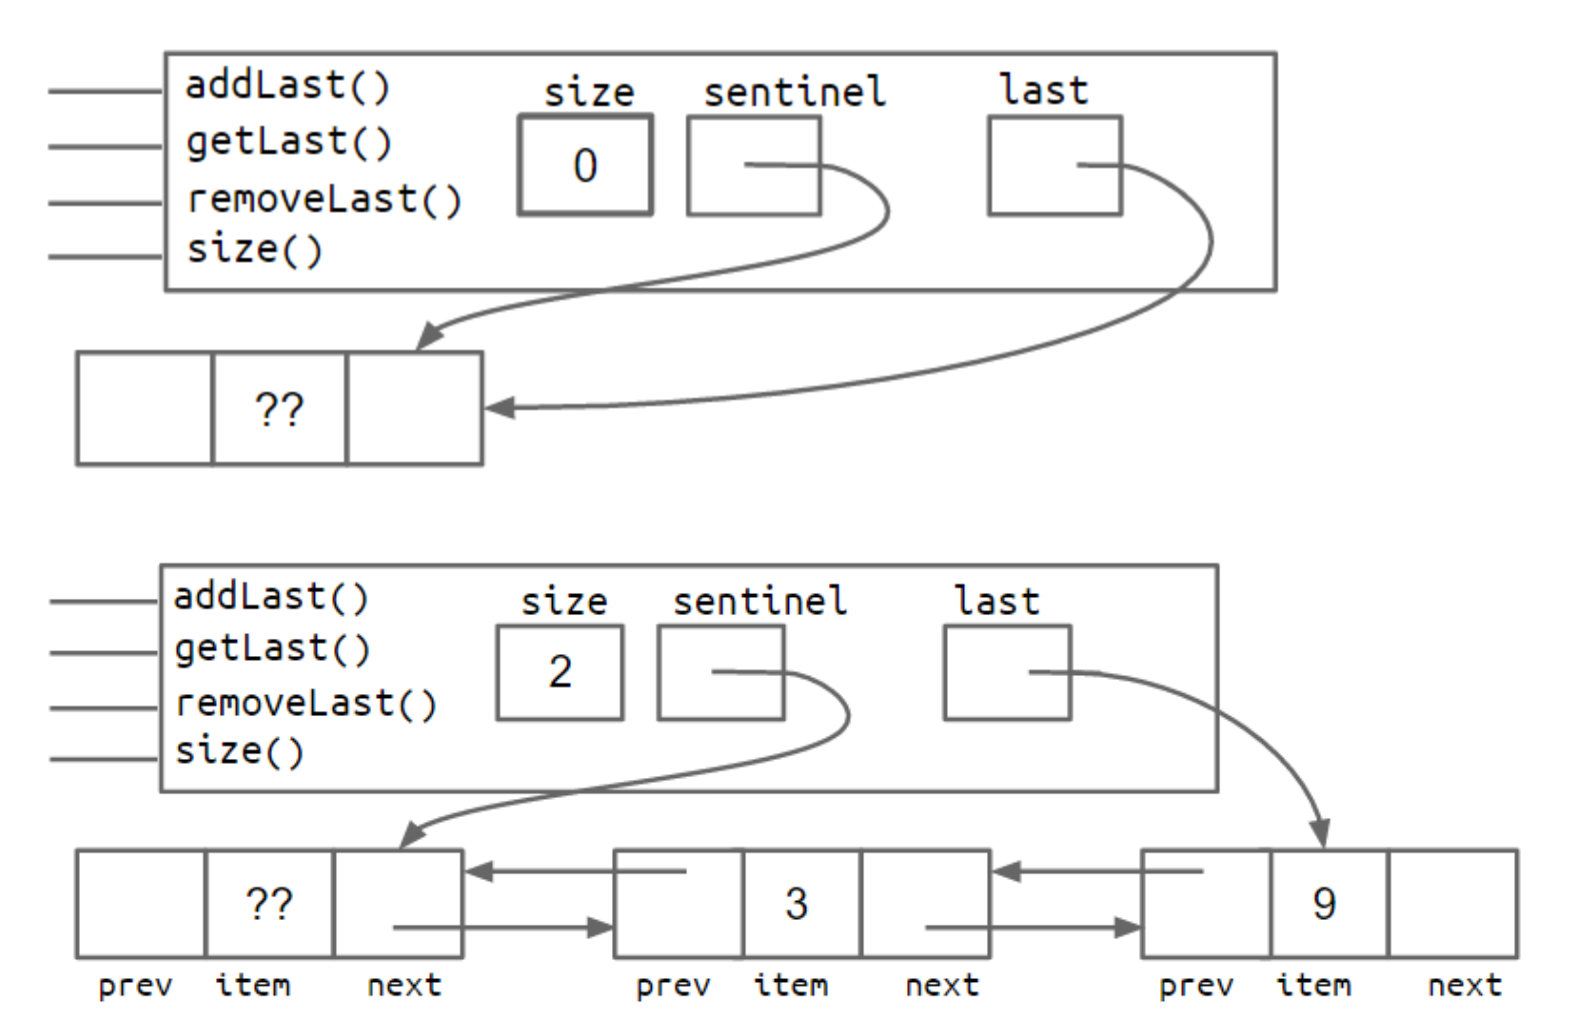 addLast() size sentinel last
getLast() 0
removeLast()
size()
??
addLast() size sentinel last
getLast() 2
removeLast()
size()
?? 3 9
prev item next prev item next prev item next